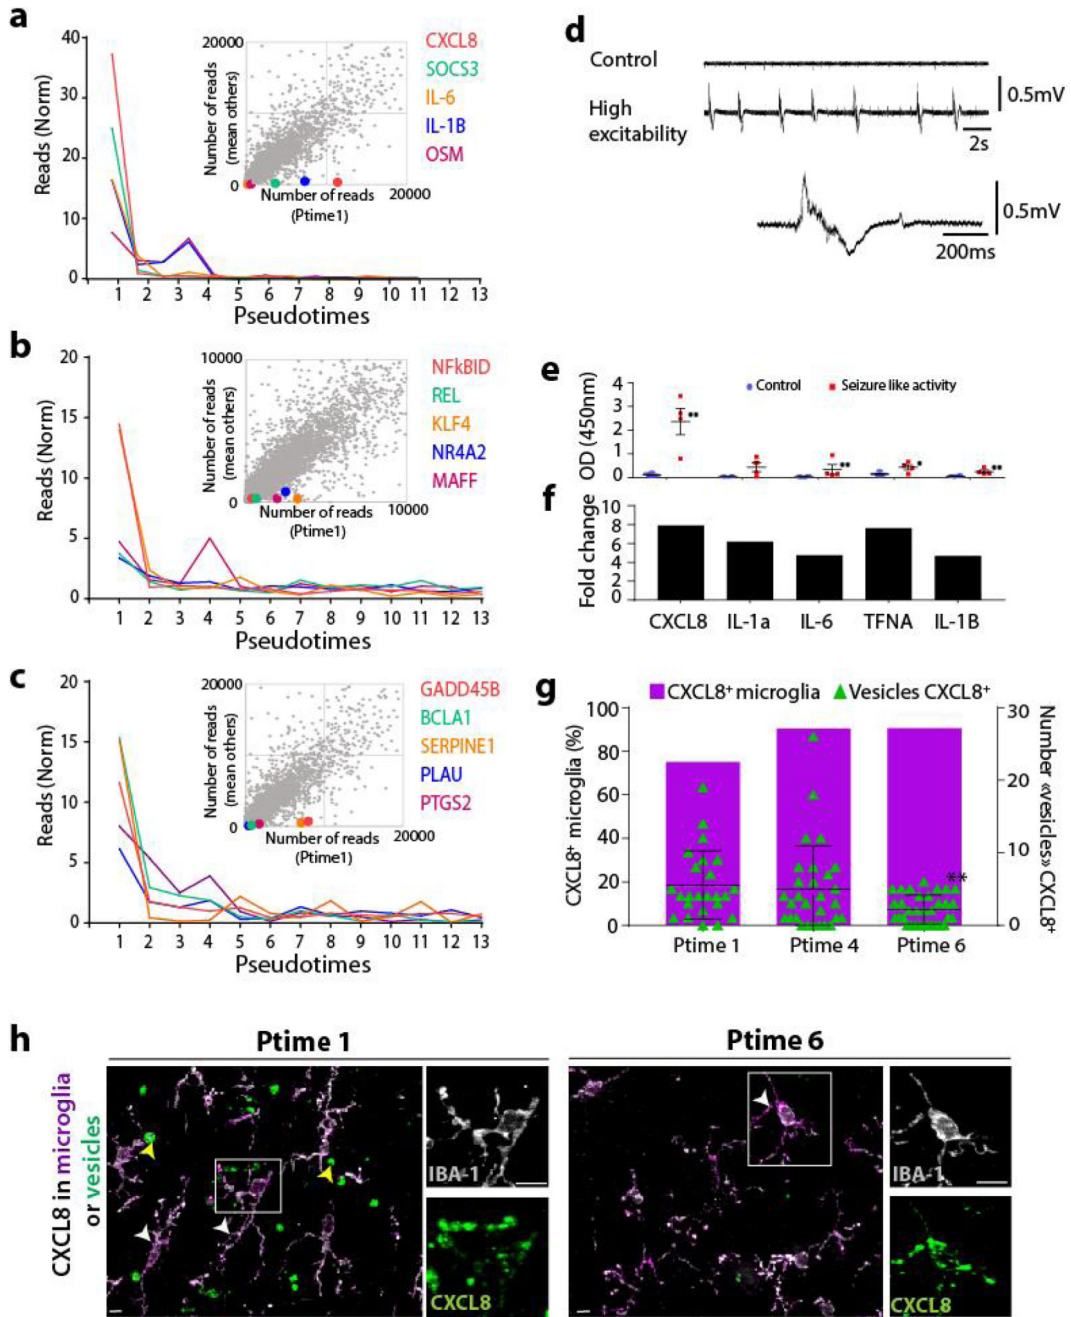 a
40
30
20
10
0
Reads (Norm)
1 2 3 4 5 6 7 8 9 10 11 12 13
Pseudotimes
20000
Number of reads
(mean others)
0
Number of reads
(Ptime1)
20000
CXCL8
SOCS3
IL-6
IL-1B
OSM
b
20
15
10
5
0
Reads (Norm)
1 2 3 4 5 6 7 8 9 10 11 12 13
Pseudotimes
10000
Number of reads
(mean others)
0
Number of reads
(Ptime1)
10000
NFkBID
REL
KLF4
NR4A2
MAFF
c
20
15
10
5
0
Reads (Norm)
1 2 3 4 5 6 7 8 9 10 11 12 13
Pseudotimes
20000
Number of reads
(mean others)
0
Number of reads
(Ptime1)
20000
GADD45B
BCLA1
SERPINE1
PLAU
PTGS2
d
Control
High
excitability
0.5mV
2s
0.5mV
200ms
e
OD (450nm)
4
3
2
1
0
Control
Seizure like activity
**
**
*
**
f
Fold change
10
8
6
4
2
0
CXCL8 IL-1a IL-6 TFNA IL-1B
g
CXCL8⁺ microglia
Vesicles CXCL8⁺
CXCL8⁺ microglia (%)
100
80
60
40
20
0
30
20
10
0
Number «vesicles» CXCL8⁺
**
Ptime 1 Ptime 4 Ptime 6
h
CXCL8 in microglia
or vesicles
Ptime 1
IBA-1
CXCL8
Ptime 6
IBA-1
CXCL8